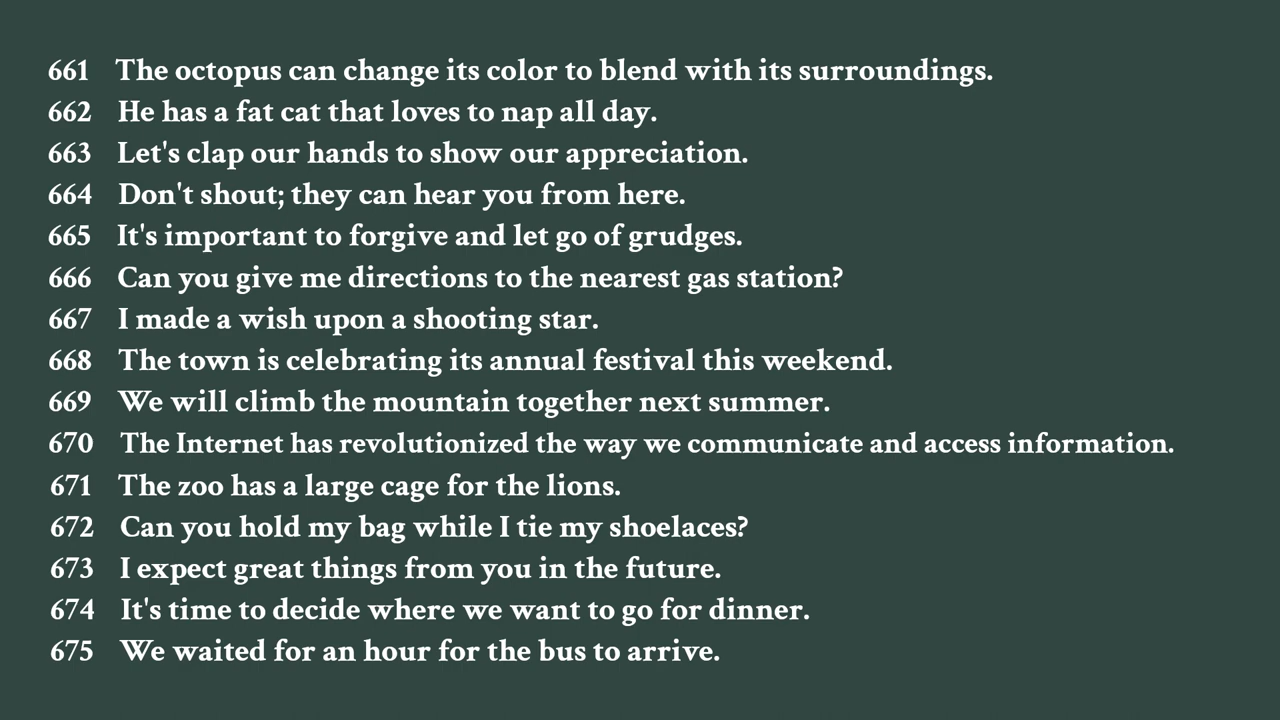 661 The octopus can change its color to blend with its surroundings.
662 He has a fat cat that loves to nap all day.
663 Let's clap our hands to show our appreciation.
664 Don't shout; they can hear you from here.
665 It's important to forgive and let go of grudges.
666 Can you give me directions to the nearest gas station?
667 I made a wish upon a shooting star.
668 The town is celebrating its annual festival this weekend.
669 We will climb the mountain together next summer.
670 The Internet has revolutionized the way we communicate and access information.
671 The zoo has a large cage for the lions.
672 Can you hold my bag while I tie my shoelaces?
673 I expect great things from you in the future.
674 It's time to decide where we want to go for dinner.
675 We waited for an hour for the bus to arrive.